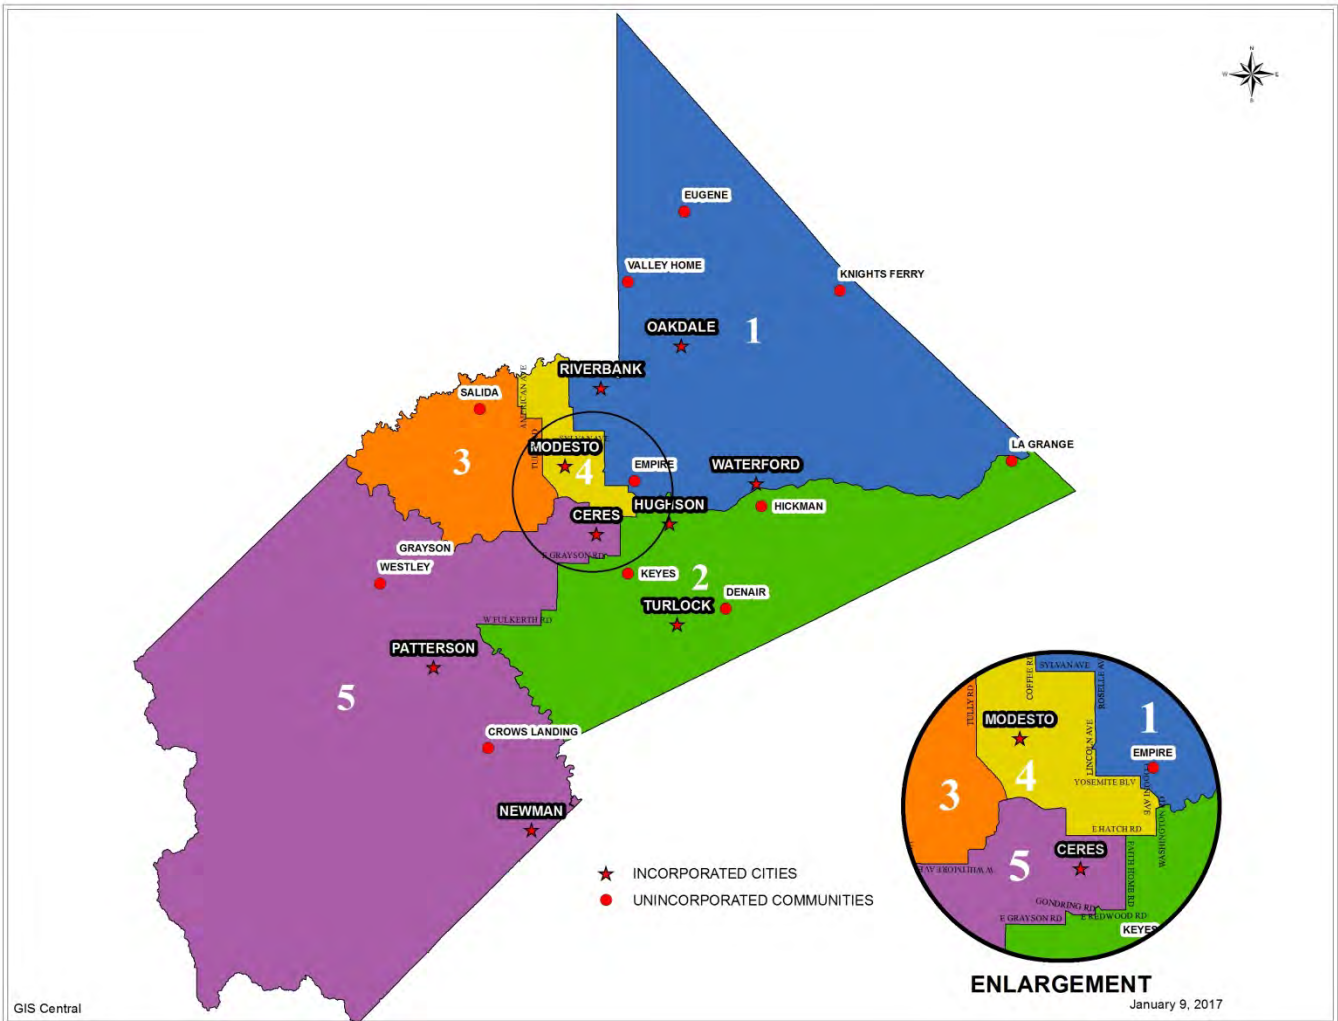 N
W
E
S
EUGENE
VALLEY HOME
KNIGHTS FERRY
OAKDALE
1
RIVERBANK
AMERICAN AVE
SALIDA
LA GRANGE
SYLVAN AVE
MODESTO
3
4
EMPIRE
WATERFORD
HUGHSON
HICKMAN
CERES
GRAYSON
E GRAYSON RD
WESTLEY
KEYES
2
DENAIR
TURLOCK
W FULKERTH RD
PATTERSON
5
CROWS LANDING
NEWMAN
INCORPORATED CITIES
UNINCORPORATED COMMUNITIES
SYLVAN AVE
COFFEE RD
TULLY RD
MODESTO
1
LINCOLN AVE
EMPIRE
4
YOSEMITE BLV
3
E HATCH RD
WASHINGTON RD
CERES
5
W WHITMORE AV
FAITH HOME RD
GONDRING RD
E GRAYSON RD
E REDWOOD RD
KEYES
ENLARGEMENT
January 9, 2017
GIS Central